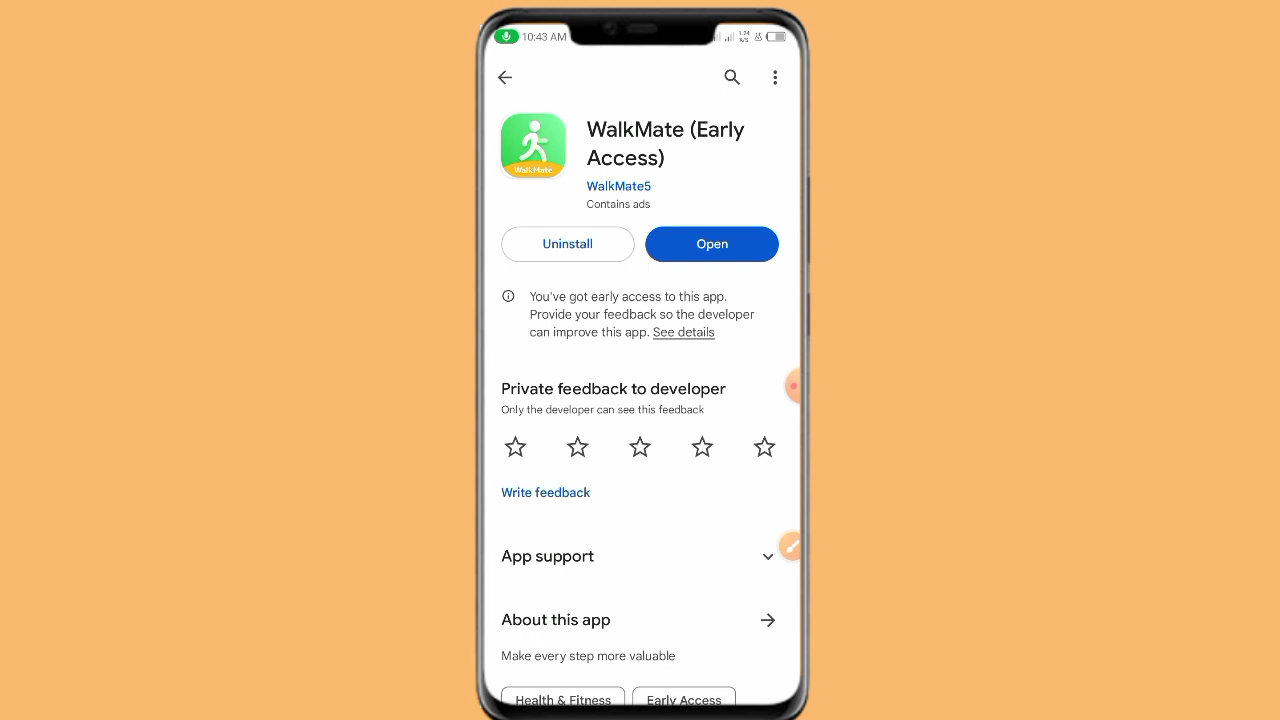 10:43 AM
1.24
K/S
WalkMate (Early
Access)
WalkMate
WalkMate5
Contains ads
Uninstall
Open
You've got early access to this app.
Provide your feedback so the developer
can improve this app. See details
Private feedback to developer
Only the developer can see this feedback
Write feedback
App support
About this app
Make every step more valuable
Health & Fitness
Early Access